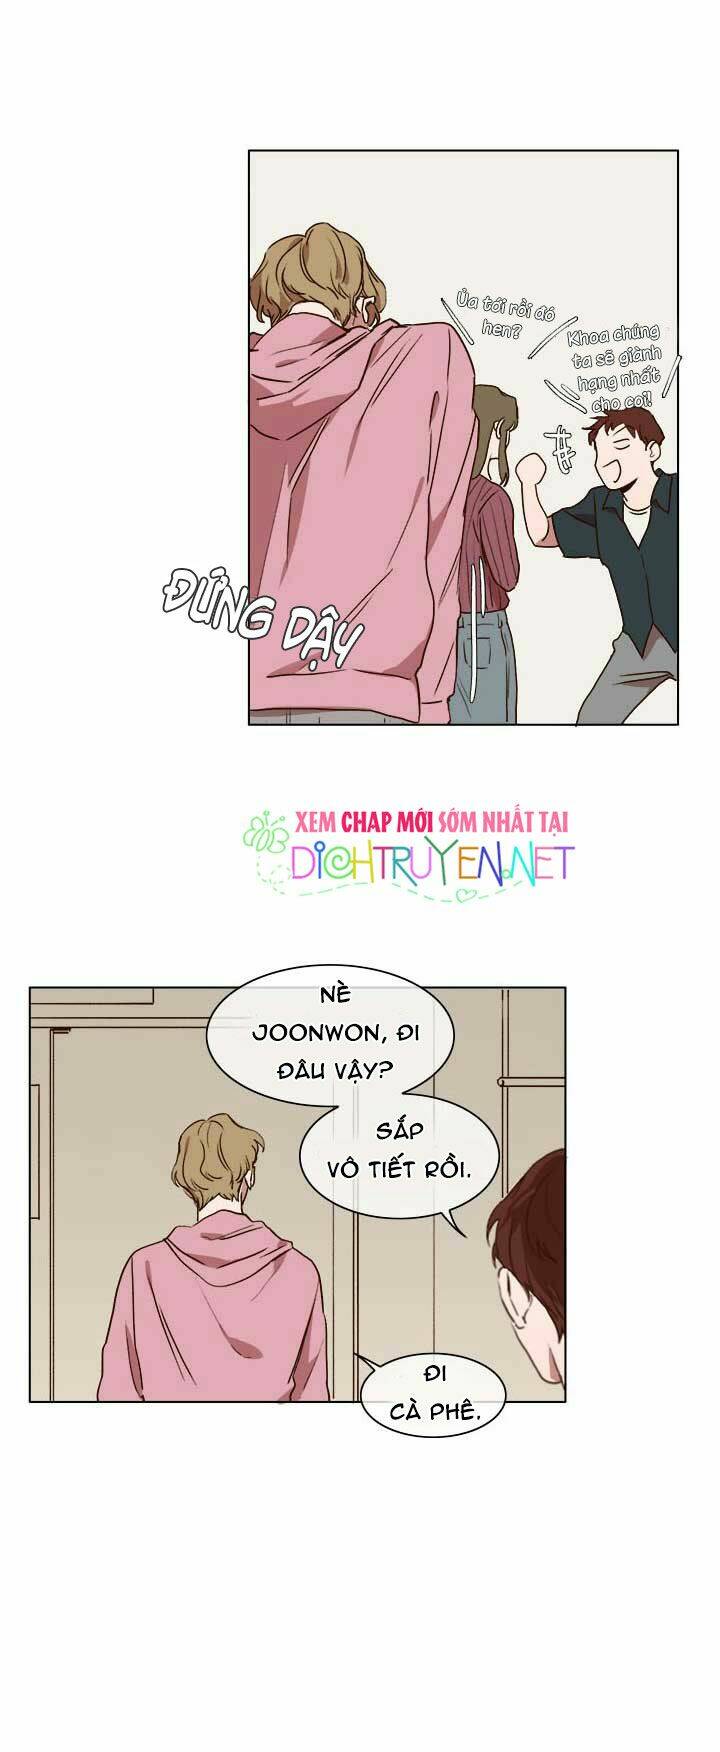 Ủa tới rồi đó
hen?
Khoa chúng
ta sẽ giành
hạng nhất
cho coi!
ĐỨNG DẬY
XEM CHAP MỚI SỚM NHẤT TẠI
DICHTRUYEN.NET
NÈ
JOONWON, ĐI
ĐÂU VẬY?
SẮP
VÔ TIẾT RỒI.
ĐI
CÀ PHÊ.